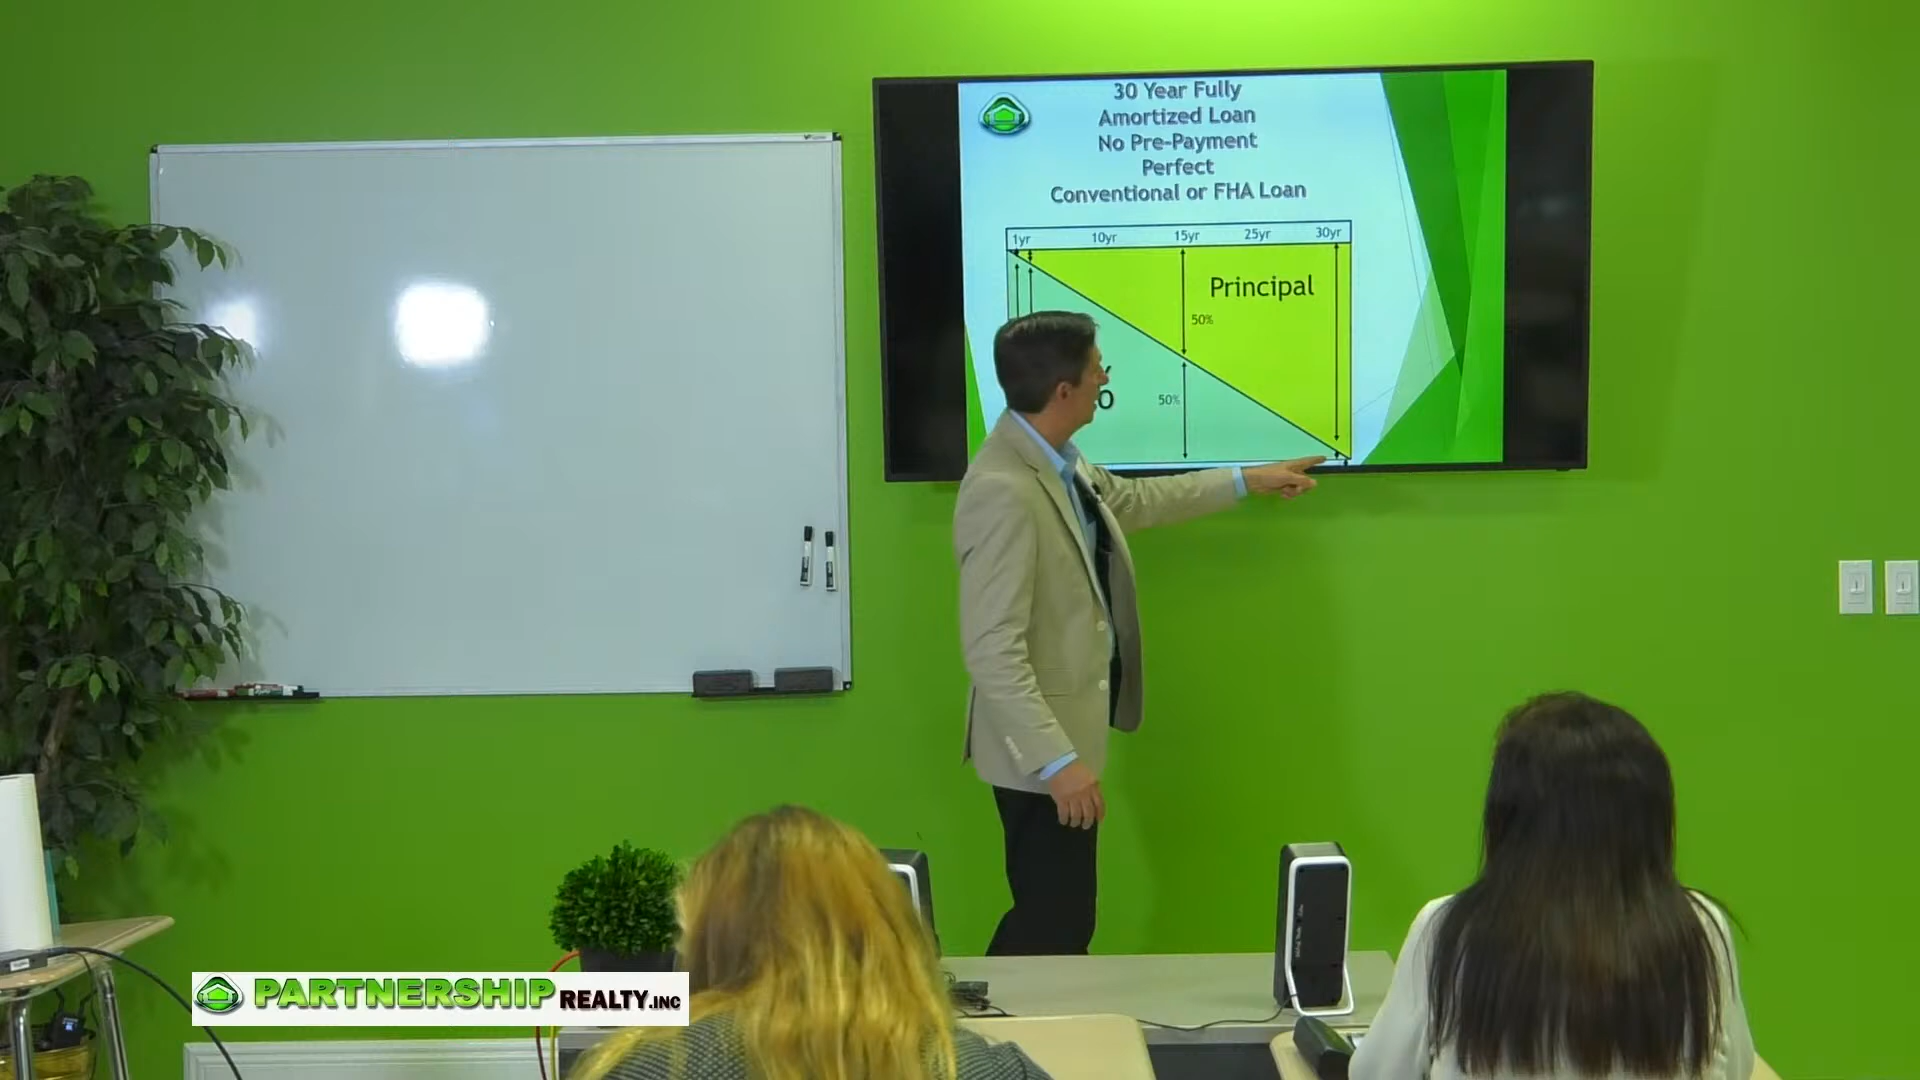 30 Year Fully
Amortized Loan
No Pre-Payment
Perfect
Conventional or FHA Loan
1yr 10yr 15yr 25yr 30yr
Principal
50%
50%
PARTNERSHIP REALTY.INC